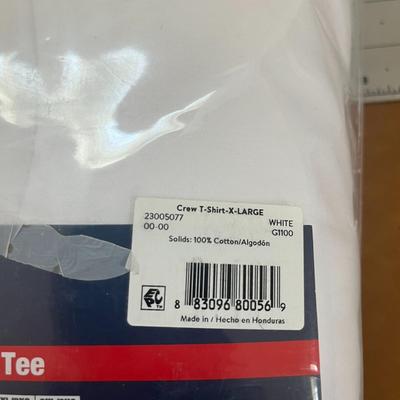 Crew T-Shirt-X-LARGE
23005077 WHITE
00-00 G1100
Solids: 100% Cotton/Algodón
8 83096 80056 9
Made in / Hecho en Honduras
Tee